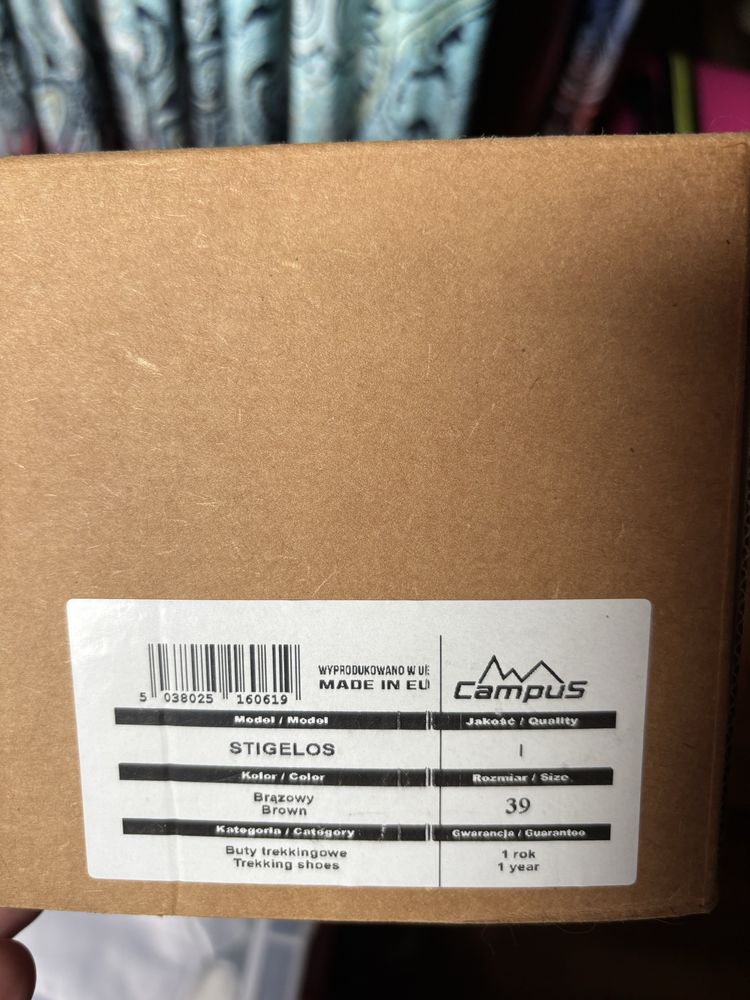 5 038025 160619
WYPRODUKOWANO W UE
MADE IN EU
CampuS
Model / Model
Jakość / Quality
STIGELOS
I
Kolor / Color
Rozmiar / Size
Brązowy
Brown
39
Kategoria / Category
Gwarancja / Guarantee
Buty trekkingowe
Trekking shoes
1 rok
1 year